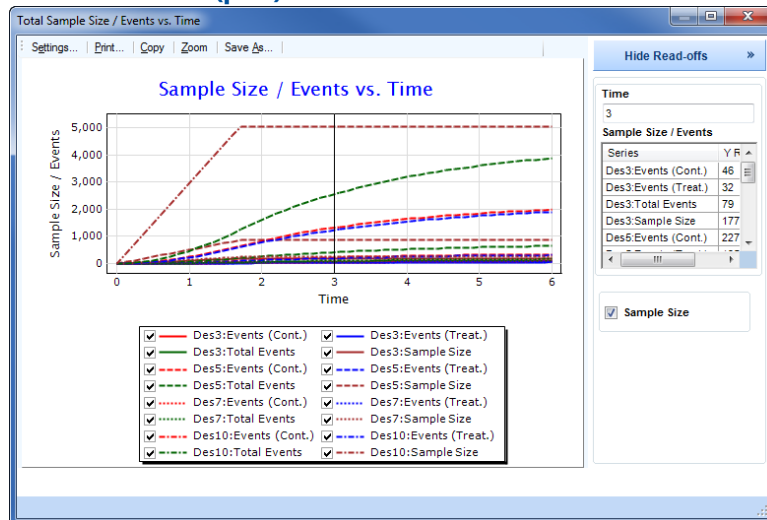 Total Sample Size / Events vs. Time
Settings... Print... Copy Zoom Save As...
Hide Read-offs »
Sample Size / Events vs. Time
Sample Size / Events
5,000
4,000
3,000
2,000
1,000
0
0 1 2 3 4 5 6
Time
Des3:Events (Cont.) Des3:Events (Treat.)
Des3:Total Events Des3:Sample Size
Des5:Events (Cont.) Des5:Events (Treat.)
Des5:Total Events Des5:Sample Size
Des7:Events (Cont.) Des7:Events (Treat.)
Des7:Total Events Des7:Sample Size
Des10:Events (Cont.) Des10:Events (Treat.)
Des10:Total Events Des10:Sample Size
Time
3
Sample Size / Events
Series Y
Des3:Events (Cont.) 46
Des3:Events (Treat.) 32
Des3:Total Events 79
Des3:Sample Size 177
Des5:Events (Cont.) 227
Sample Size